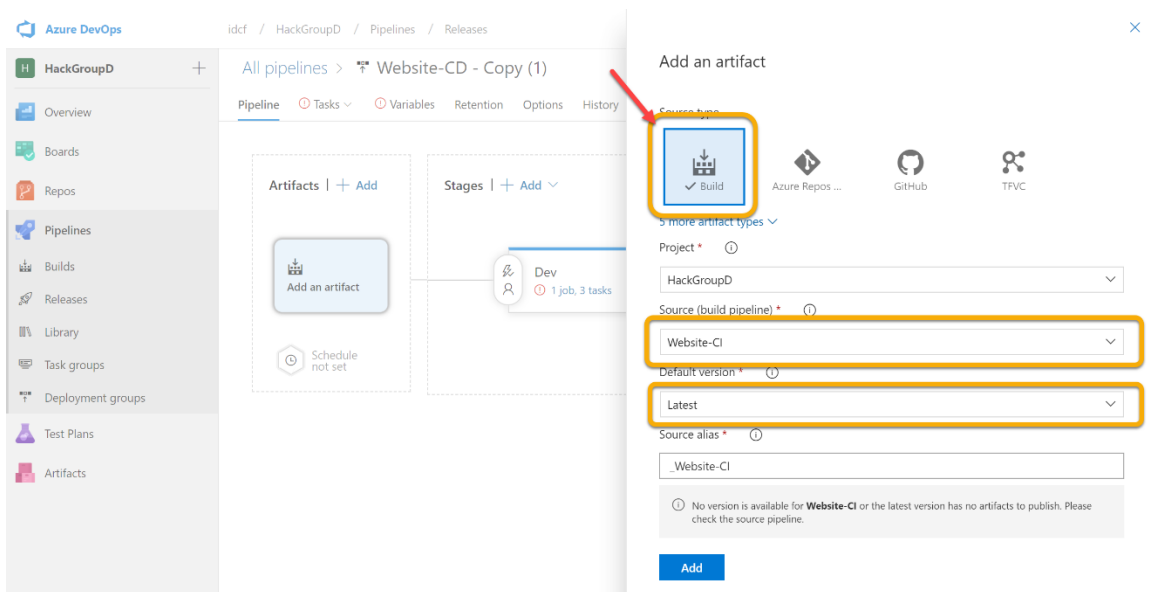 Azure DevOps
idcf / HackGroupD / Pipelines / Releases
H HackGroupD
Overview
Boards
Repos
Pipelines
Builds
Releases
Library
Task groups
Deployment groups
Test Plans
Artifacts
All pipelines > Website-CD - Copy (1)
Pipeline Tasks Variables Retention Options History
Artifacts | + Add
Stages | + Add
Add an artifact
Schedule
not set
Dev
1 job, 3 tasks
Add an artifact
Source type
Build
Azure Repos ...
GitHub
TFVC
5 more artifact types
Project *
HackGroupD
Source (build pipeline) *
Website-CI
Default version *
Latest
Source alias *
_Website-CI
No version is available for Website-CI or the latest version has no artifacts to publish. Please
check the source pipeline.
Add